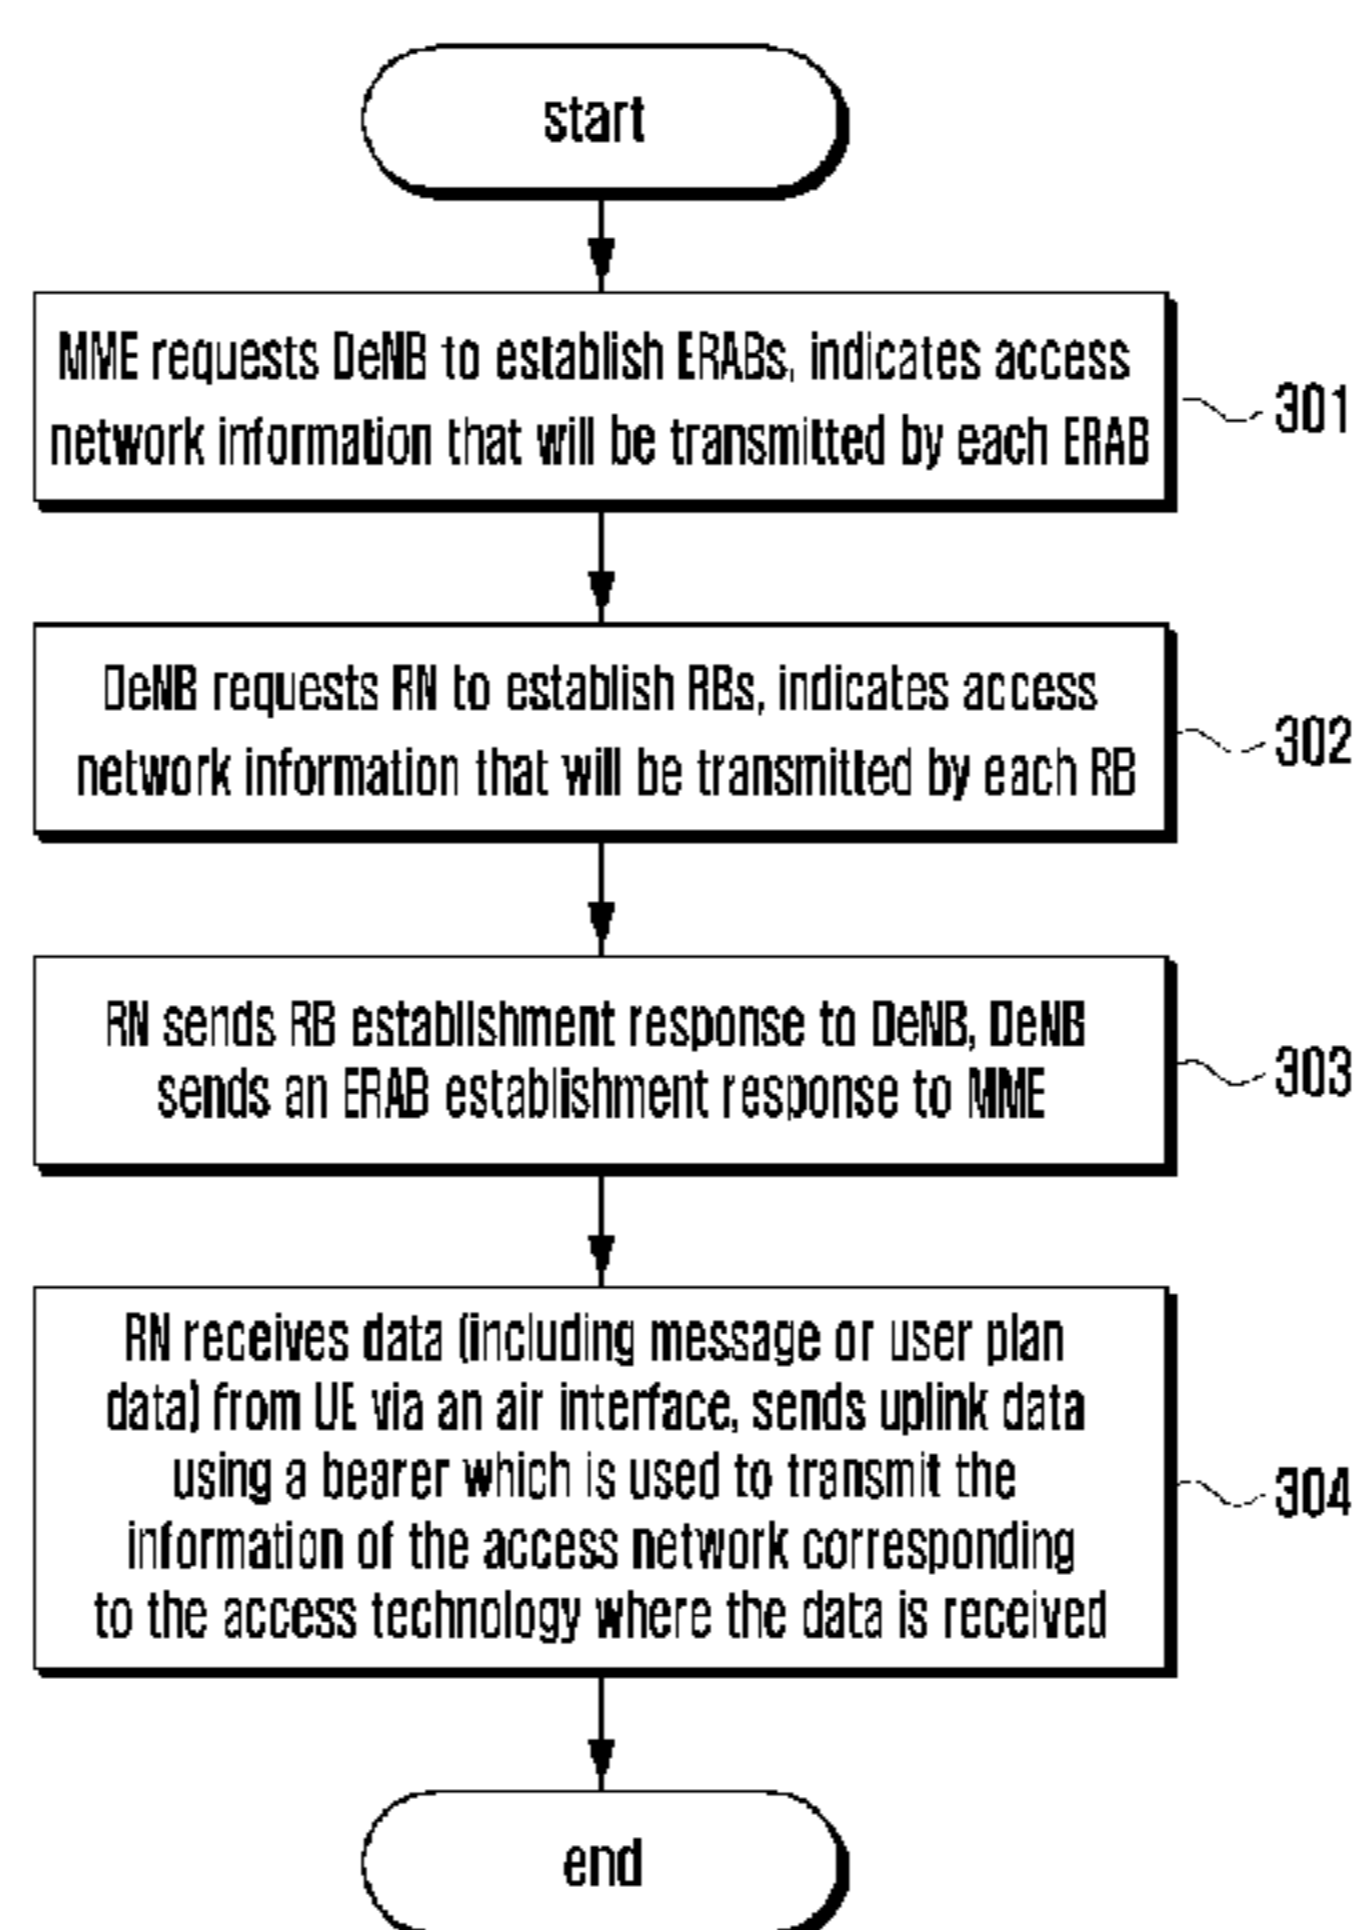 start
MME requests DeNB to establish ERABs, indicates access
network information that will be transmitted by each ERAB
301
DeNB requests RN to establish RBs, indicates access
network information that will be transmitted by each RB
302
RN sends RB establishment response to DeNB, DeNB
sends an ERAB establishment response to MME
303
RN receives data (including message or user plan
data) from UE via an air interface, sends uplink data
using a bearer which is used to transmit the
information of the access network corresponding
to the access technology where the data is received
304
end